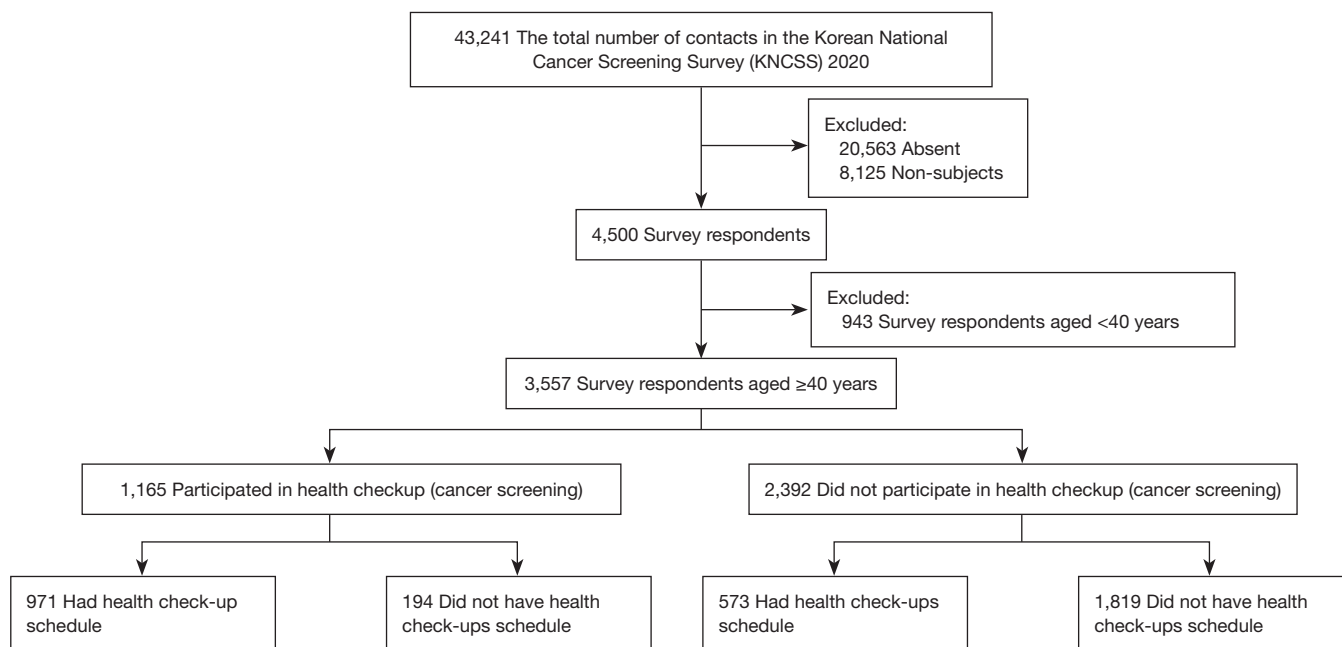 43,241 The total number of contacts in the Korean National
Cancer Screening Survey (KNCSS) 2020
Excluded:
20,563 Absent
8,125 Non-subjects
4,500 Survey respondents
Excluded:
943 Survey respondents aged <40 years
3,557 Survey respondents aged ≥40 years
1,165 Participated in health checkup (cancer screening)
2,392 Did not participate in health checkup (cancer screening)
971 Had health check-up
schedule
194 Did not have health
check-ups schedule
573 Had health check-ups
schedule
1,819 Did not have health
check-ups schedule